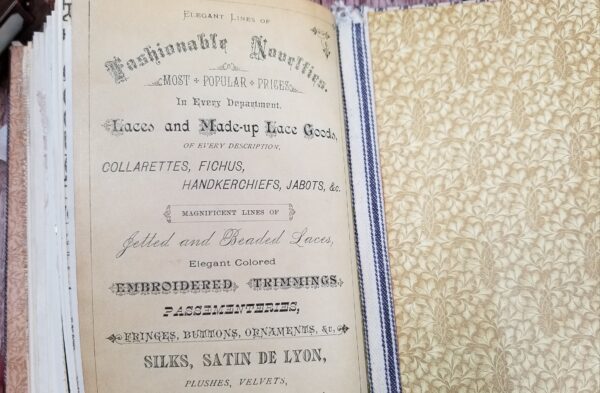 ELEGANT LINES OF
Fashionable Novelties.
MOST POPULAR PRICES
In Every Department.
Laces and Made-up Lace Goods,
OF EVERY DESCRIPTION,
COLLARETTES, FICHUS,
HANDKERCHIEFS, JABOTS, &c.
MAGNIFICENT LINES OF
Jetted and Beaded Laces,
Elegant Colored
EMBROIDERED TRIMMINGS,
PASSEMENTERIES,
FRINGES, BUTTONS, ORNAMENTS, &c.
SILKS, SATIN DE LYON,
PLUSHES, VELVETS,